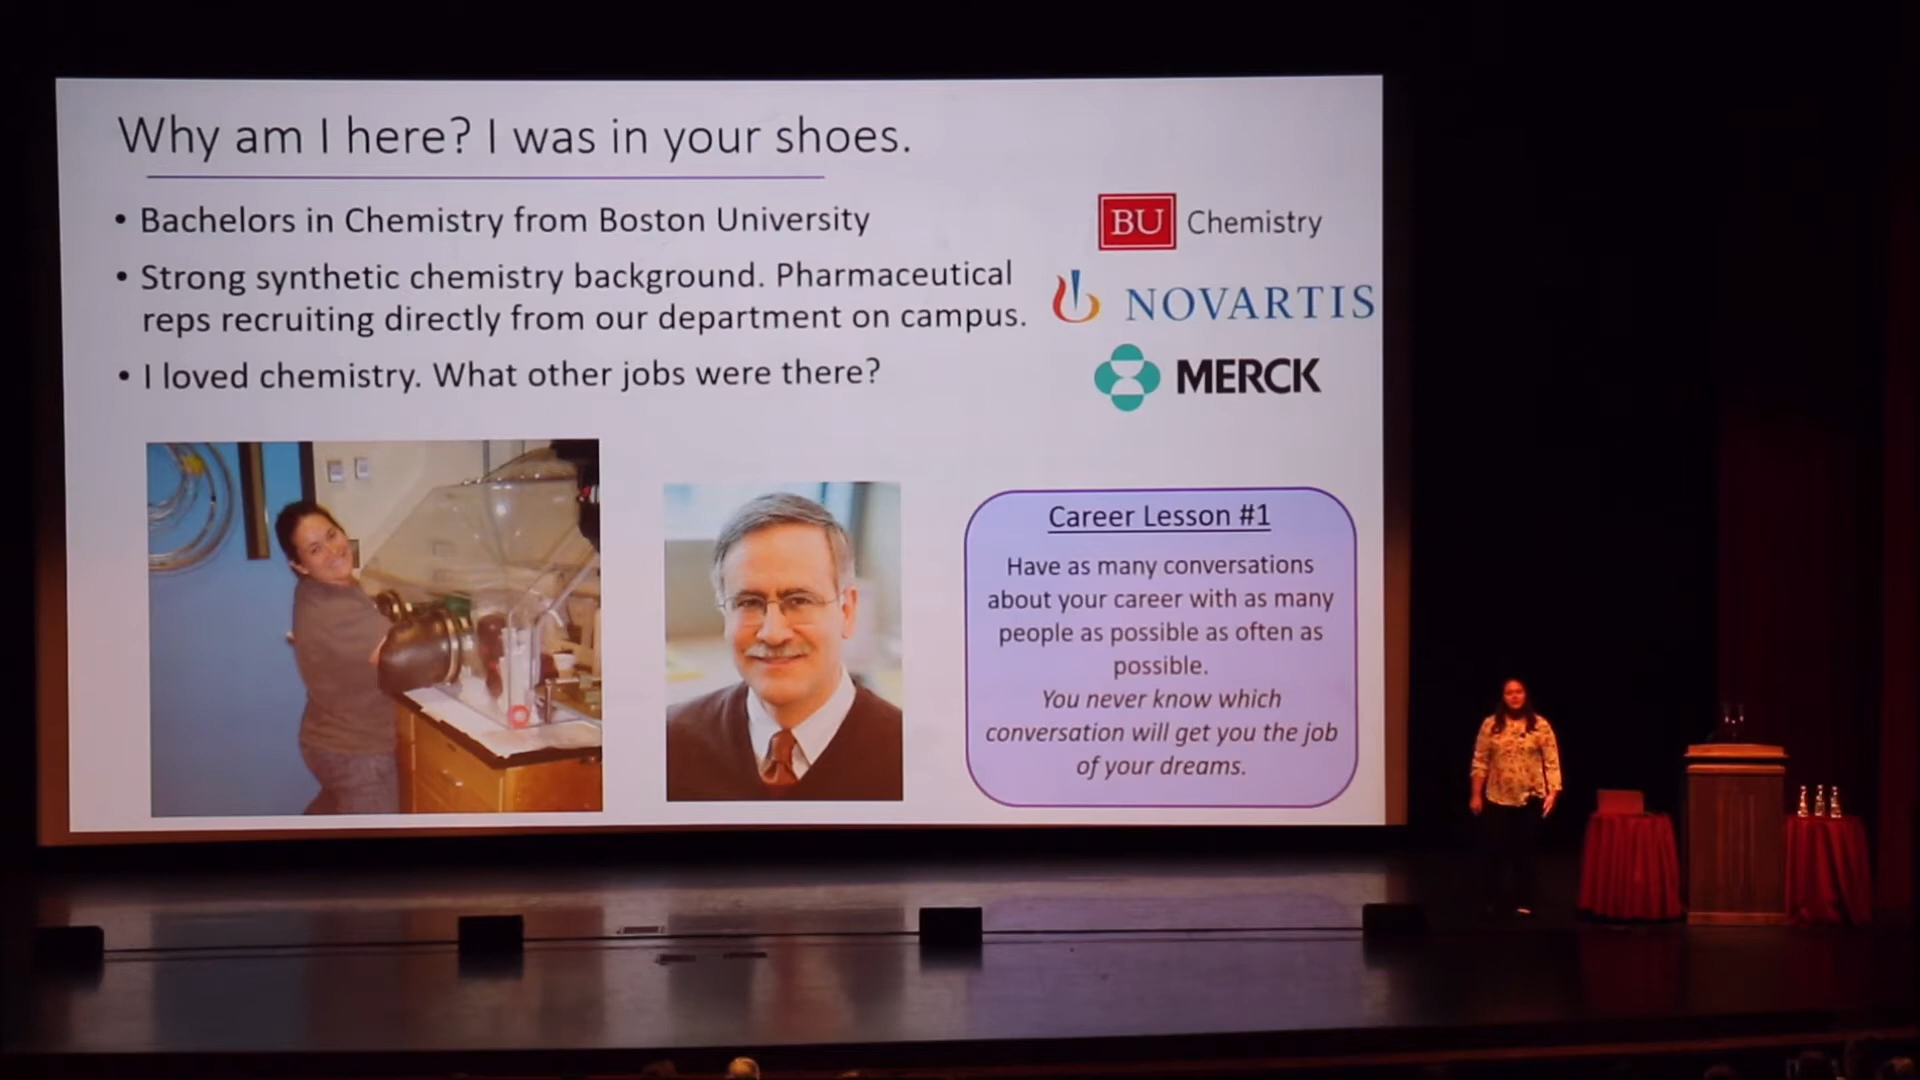 Why am I here? I was in your shoes.
• Bachelors in Chemistry from Boston University
• Strong synthetic chemistry background. Pharmaceutical
reps recruiting directly from our department on campus.
• I loved chemistry. What other jobs were there?
BU Chemistry
NOVARTIS
MERCK
Career Lesson #1
Have as many conversations
about your career with as many
people as possible as often as
possible.
You never know which
conversation will get you the job
of your dreams.